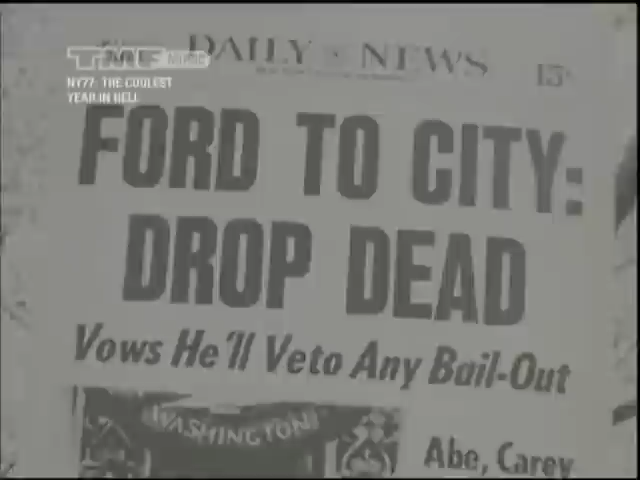 TMF MUSIC
NY77: THE COOLEST
YEAR IN HELL
DAILY NEWS
15¢
FORD TO CITY:
DROP DEAD
Vows He'll Veto Any Bail-Out
WASHINGTON
Abe, Carey